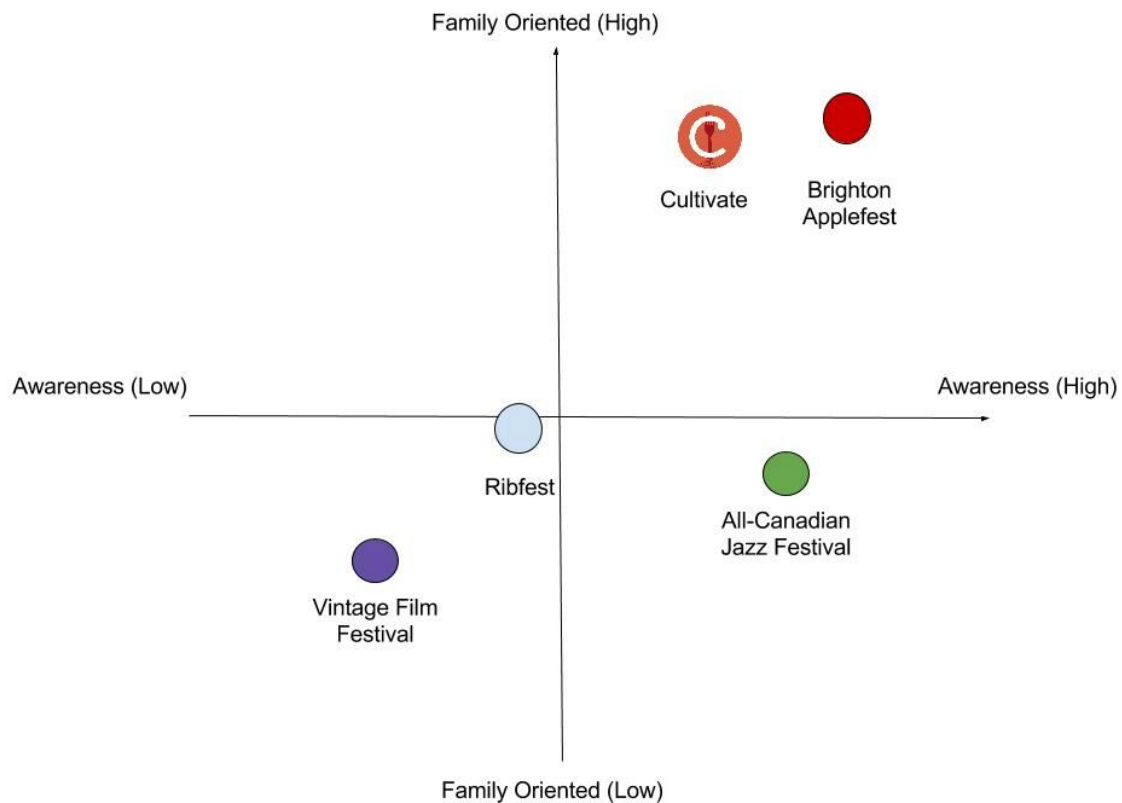 Family Oriented (High)
C
Cultivate
Brighton
Applefest
Awareness (Low)
Awareness (High)
Ribfest
All-Canadian
Jazz Festival
Vintage Film
Festival
Family Oriented (Low)